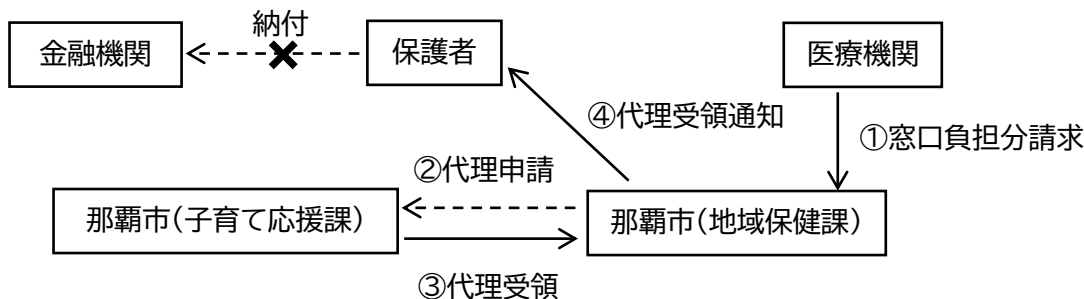 納付
金融機関
保護者
医療機関
④代理受領通知
①窓口負担分請求
②代理申請
那覇市(子育て応援課)
那覇市(地域保健課)
③代理受領